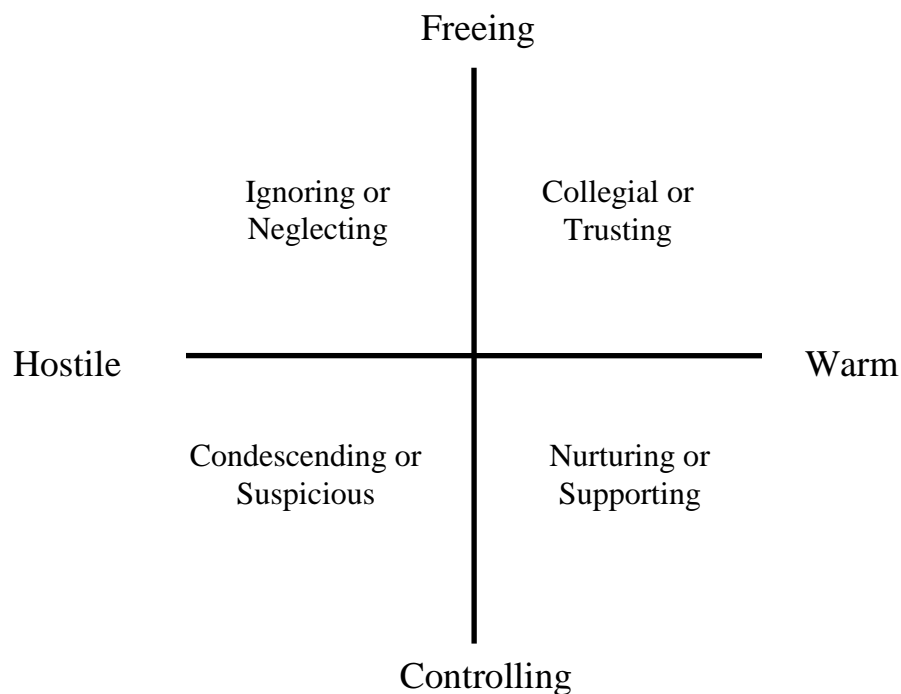 Freeing
Ignoring or
Neglecting
Collegial or
Trusting
Hostile
Warm
Condescending or
Suspicious
Nurturing or
Supporting
Controlling